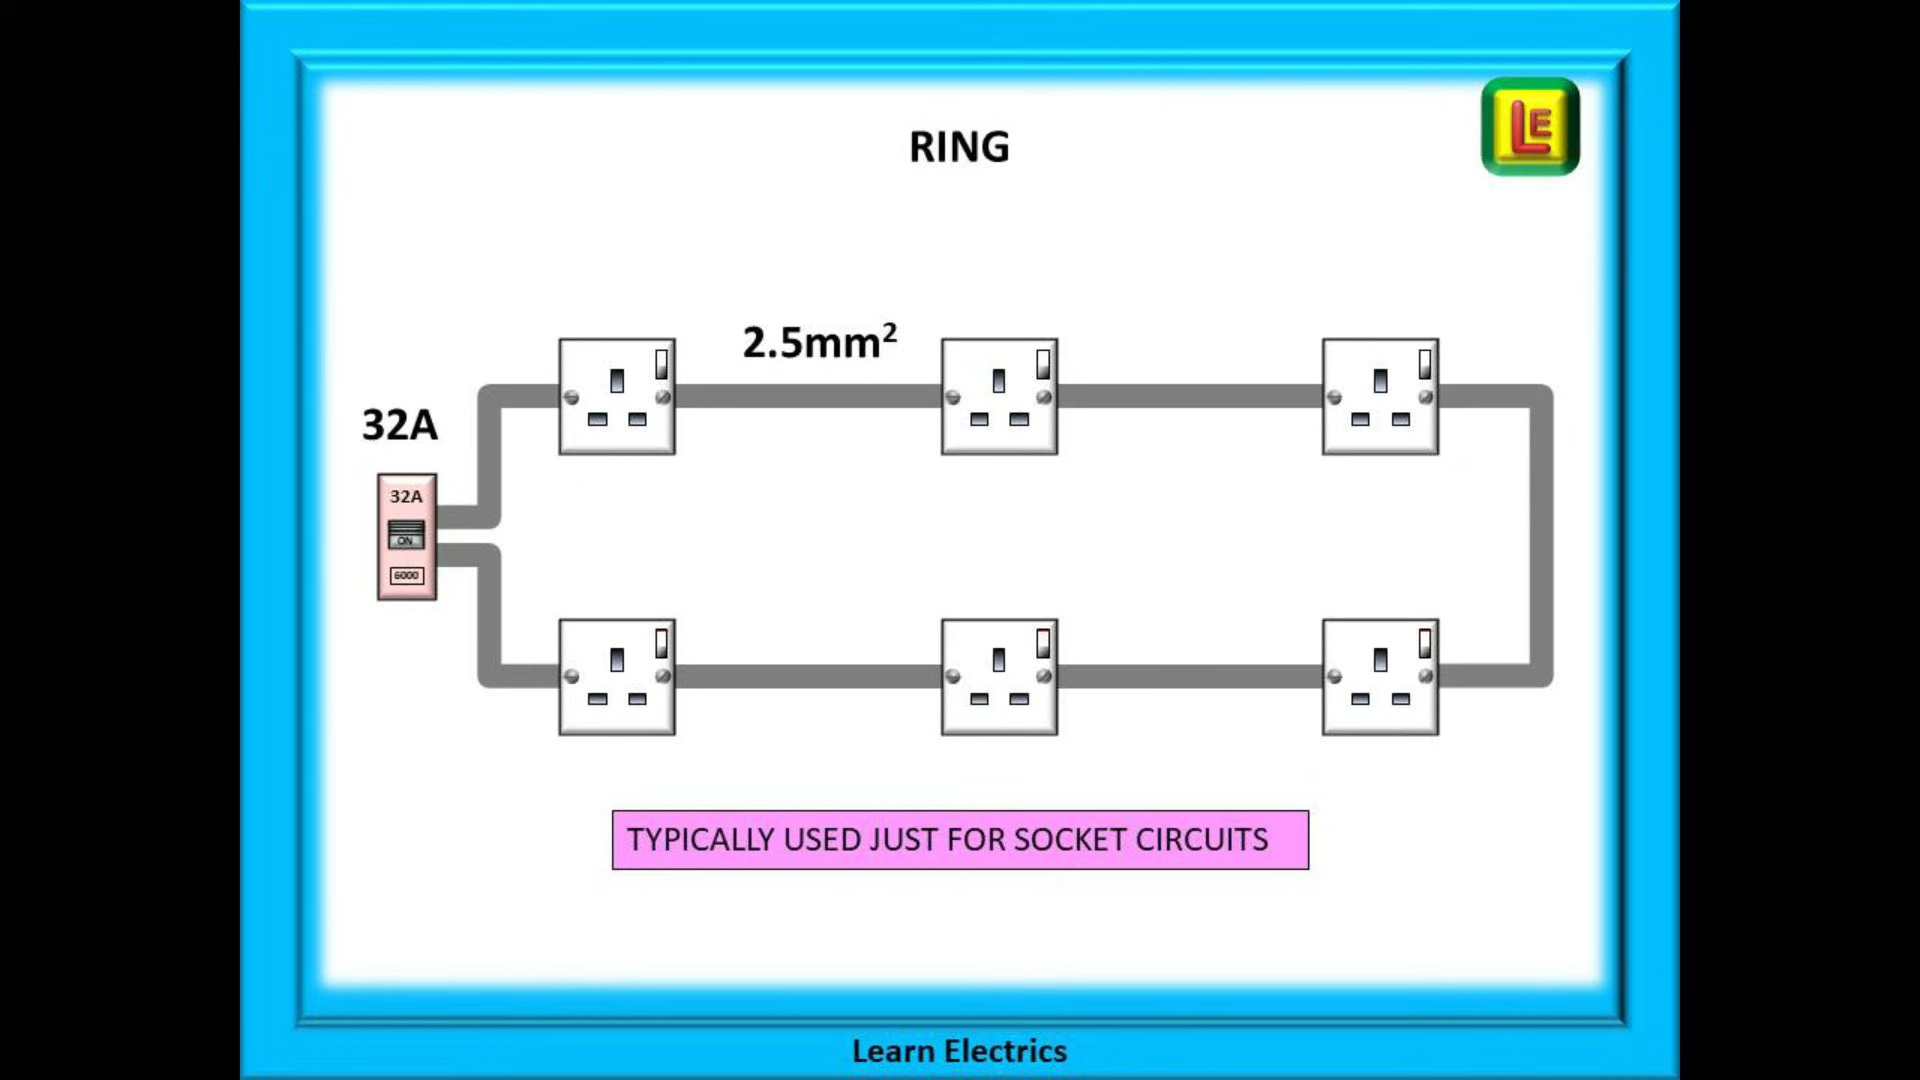 RING
LE
2.5mm²
32A
32A
ON
6000
TYPICALLY USED JUST FOR SOCKET CIRCUITS
Learn Electrics